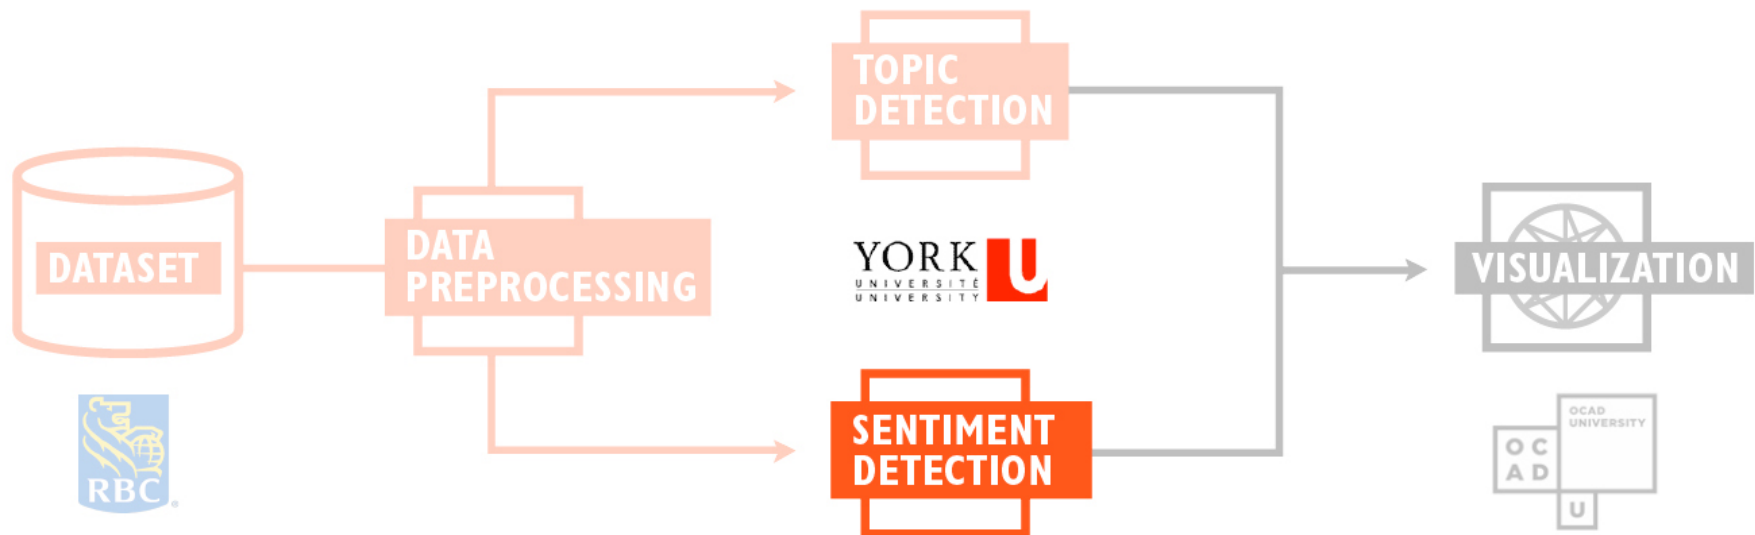 DATASET
RBC
®
DATA
PREPROCESSING
TOPIC
DETECTION
YORK U
UNIVERSITÉ
UNIVERSITY
SENTIMENT
DETECTION
VISUALIZATION
OCAD
UNIVERSITY
O C
A D
U